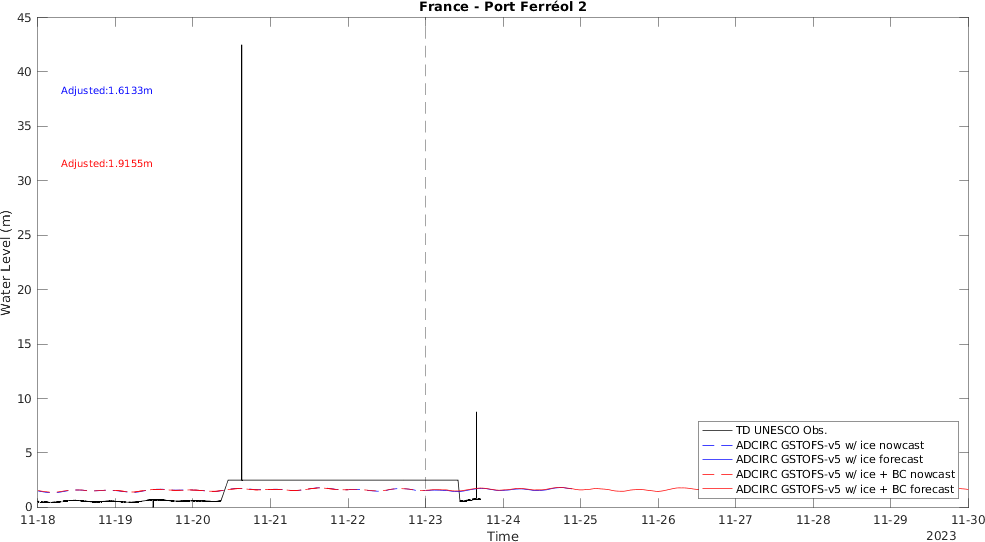 France - Port Ferréol 2
45
40
35
30
25
20
15
10
5
0
Water Level (m)
Adjusted:1.6133m
Adjusted:1.9155m
TD UNESCO Obs.
ADCIRC GSTOFS-v5 w/ ice nowcast
ADCIRC GSTOFS-v5 w/ ice forecast
ADCIRC GSTOFS-v5 w/ ice + BC nowcast
ADCIRC GSTOFS-v5 w/ ice + BC forecast
11-18 11-19 11-20 11-21 11-22 11-23 11-24 11-25 11-26 11-27 11-28 11-29 11-30
Time
2023